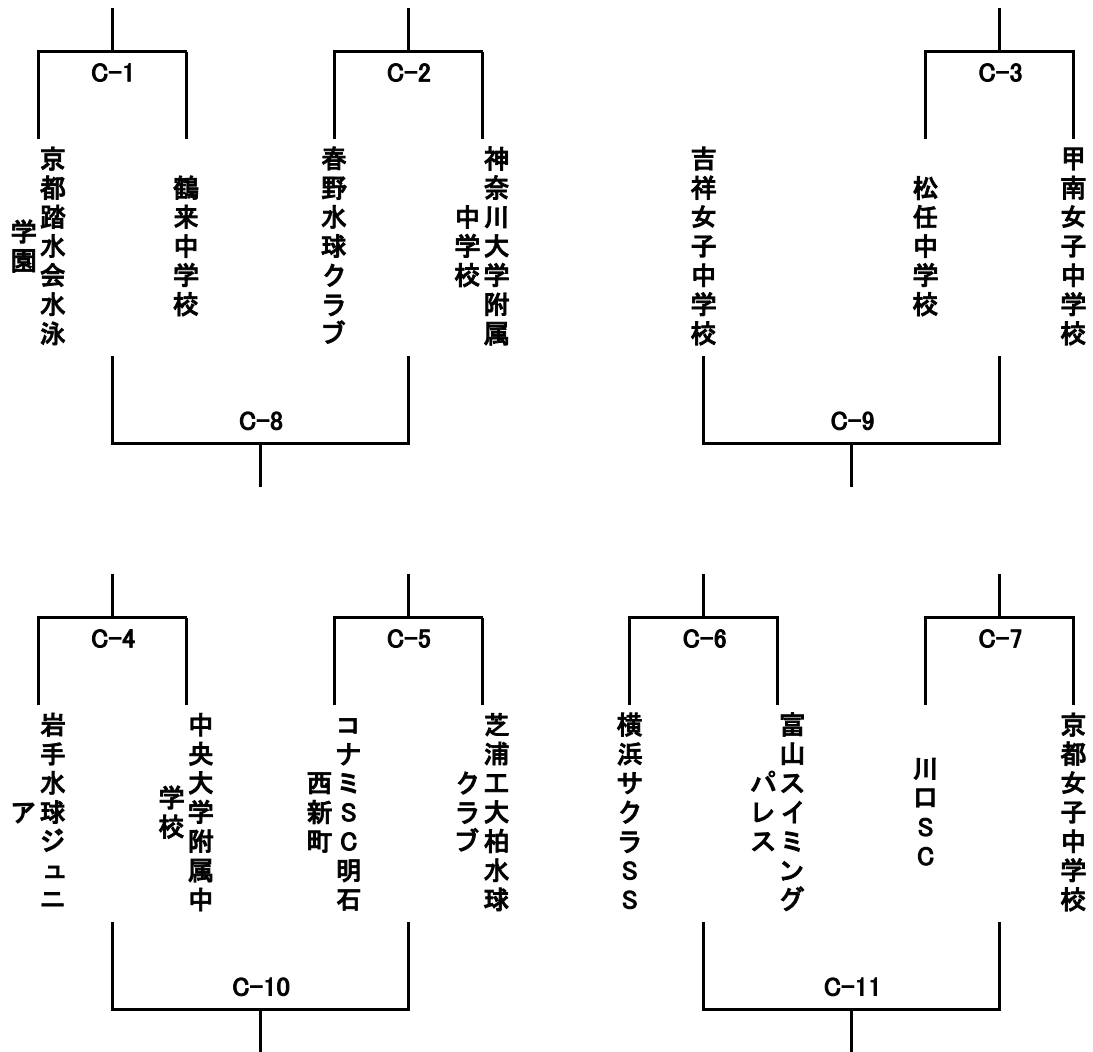 C-1
C-2
C-3
京都踏水会水泳
学園
鶴来中学校
春野水球クラブ
神奈川大学附属
中学校
吉祥女子中学校
松任中学校
甲南女子中学校
C-8
C-9
C-4
C-5
C-6
C-7
岩手水球ジュニ
ア
中央大学附属中
学校
コナミSC明石
西新町
芝浦工大柏水球
クラブ
横浜サクラSS
富山スイミング
パレス
川口SC
京都女子中学校
C-10
C-11